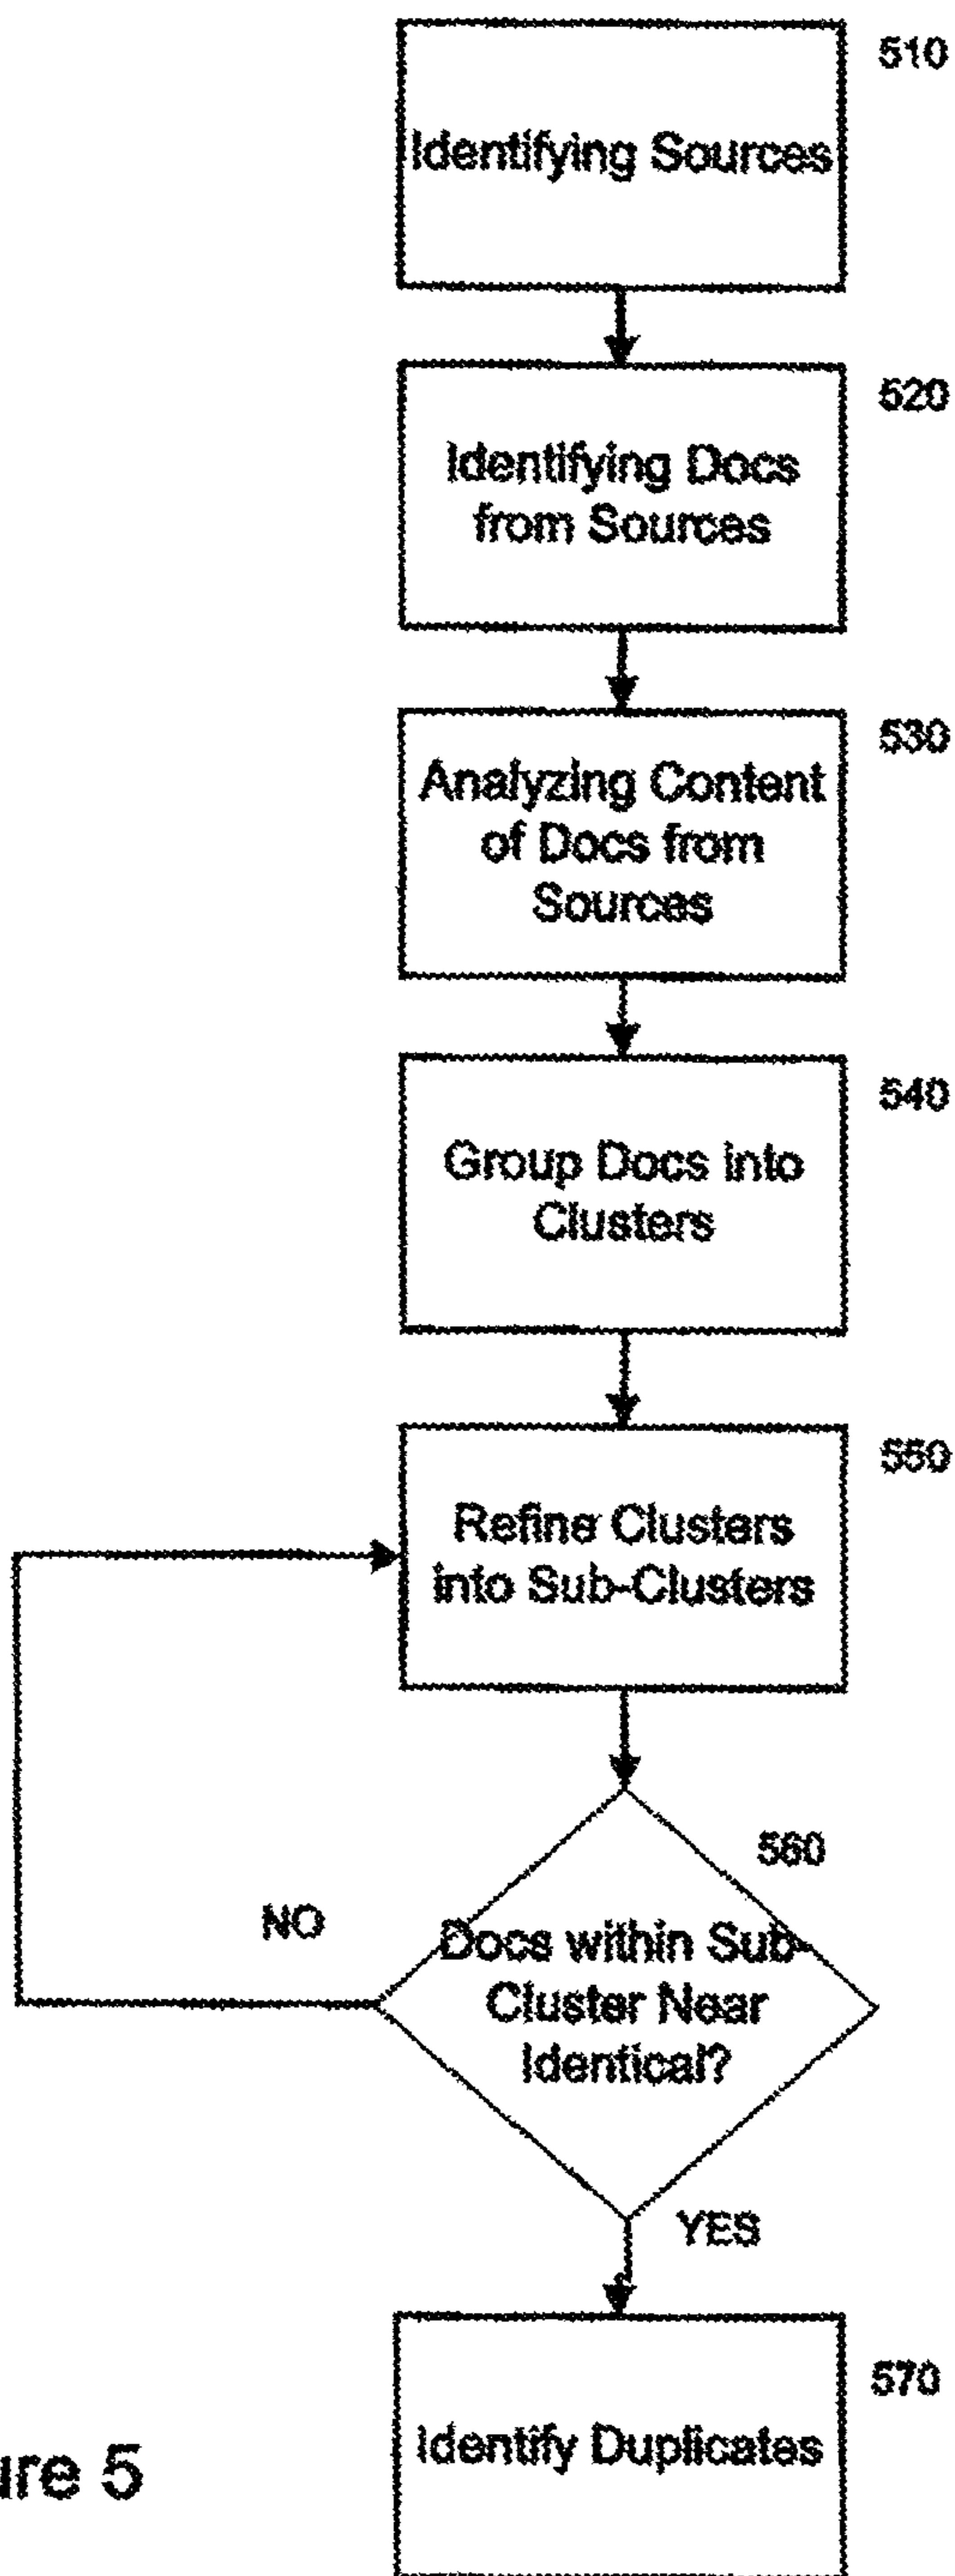 510
Identifying Sources
520
Identifying Docs
from Sources
530
Analyzing Content
of Docs from
Sources
540
Group Docs into
Clusters
550
Refine Clusters
into Sub-Clusters
560
NO
Docs within Sub-
Cluster Near
Identical?
YES
570
Identify Duplicates
ure 5